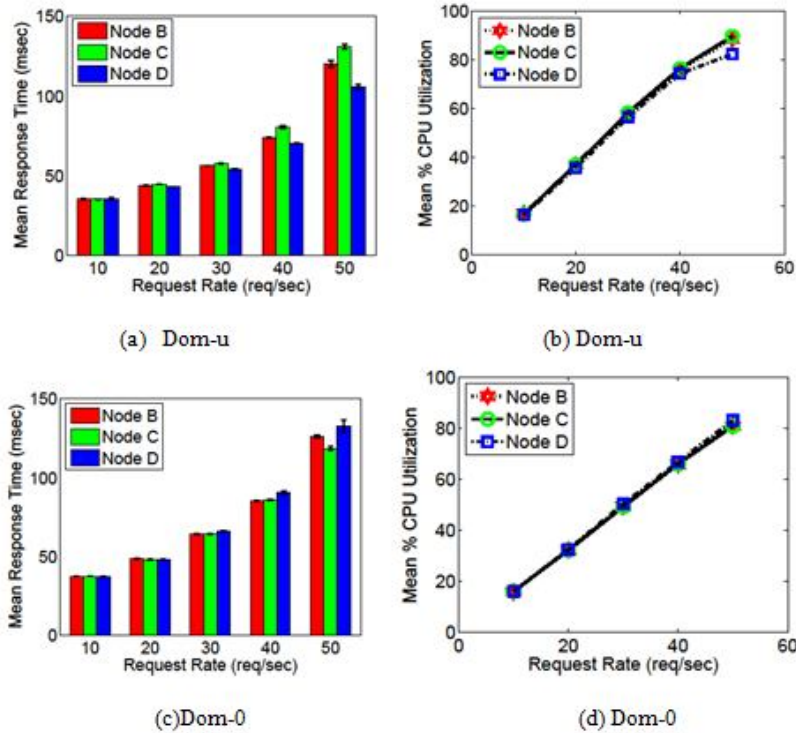 150
100
50
0
Mean Response Time (msec)
Node B
Node C
Node D
10 20 30 40 50
Request Rate (req/sec)
(a) Dom-u
100
80
60
40
20
0
Mean % CPU Utilization
Node B
Node C
Node D
0 20 40 60
Request Rate (req/sec)
(b) Dom-u
150
100
50
0
Mean Response Time (msec)
Node B
Node C
Node D
10 20 30 40 50
Request Rate (req/sec)
(c)Dom-0
100
80
60
40
20
0
Mean % CPU Utilization
Node B
Node C
Node D
0 20 40 60
Request Rate (req/sec)
(d) Dom-0